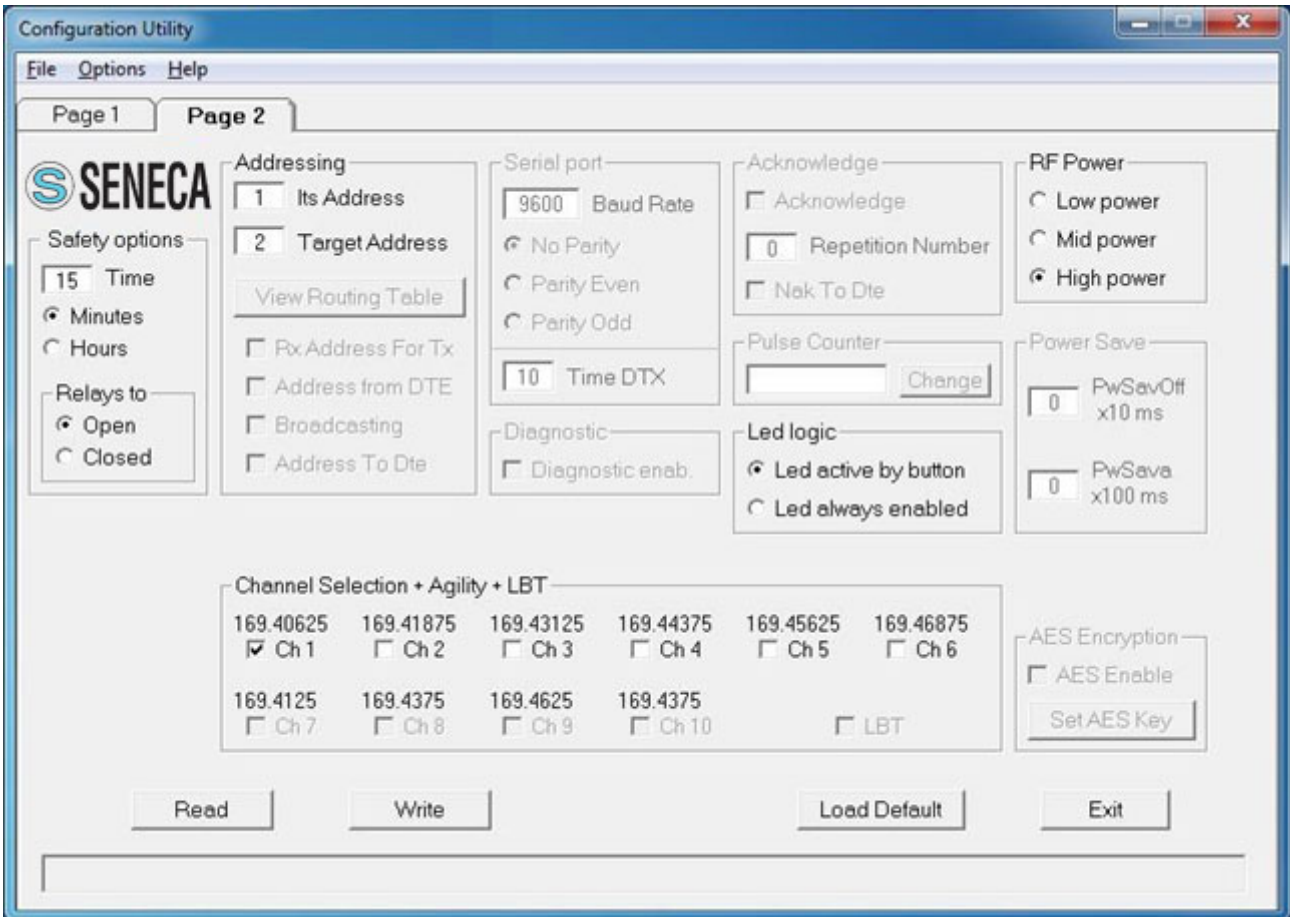 Configuration Utility
File Options Help
Page 1 Page 2
S SENECA
Safety options
15 Time
Minutes
Hours
Relays to
Open
Closed
Addressing
1 Its Address
2 Target Address
View Routing Table
Rx Address For Tx
Address from DTE
Broadcasting
Address To Dte
Serial port
9600 Baud Rate
No Parity
Parity Even
Parity Odd
10 Time DTX
Diagnostic
Diagnostic enab.
Acknowledge
Acknowledge
0 Repetition Number
Nak To Dte
Pulse Counter
Change
Led logic
Led active by button
Led always enabled
RF Power
Low power
Mid power
High power
Power Save
0 PwSavOff
x10 ms
0 PwSava
x100 ms
Channel Selection + Agility + LBT
169.40625 169.41875 169.43125 169.44375 169.45625 169.46875
Ch 1 Ch 2 Ch 3 Ch 4 Ch 5 Ch 6
169.4125 169.4375 169.4625 169.4375
Ch 7 Ch 8 Ch 9 Ch 10 LBT
AES Encryption
AES Enable
Set AES Key
Read Write Load Default Exit